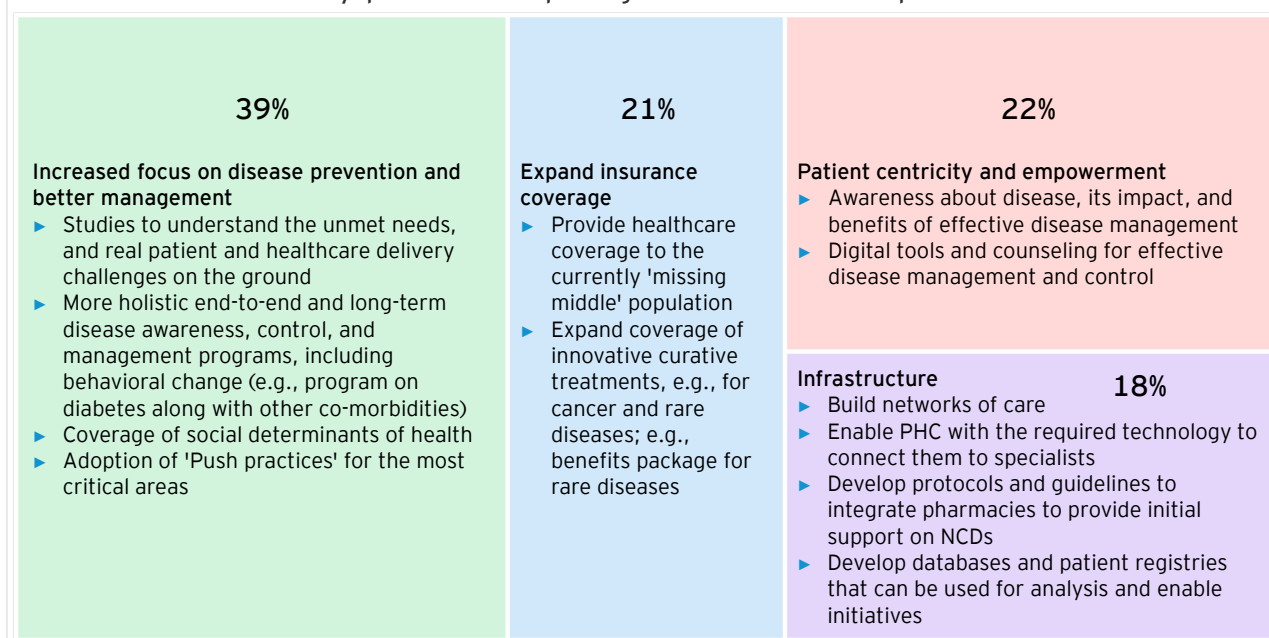 39%
Increased focus on disease prevention and
better management
► Studies to understand the unmet needs,
and real patient and healthcare delivery
challenges on the ground
► More holistic end-to-end and long-term
disease awareness, control, and
management programs, including
behavioral change (e.g., program on
diabetes along with other co-morbidities)
► Coverage of social determinants of health
► Adoption of 'Push practices' for the most
critical areas
21%
Expand insurance
coverage
► Provide healthcare
coverage to the
currently 'missing
middle' population
► Expand coverage of
innovative curative
treatments, e.g., for
cancer and rare
diseases; e.g.,
benefits package for
rare diseases
22%
Patient centricity and empowerment
► Awareness about disease, its impact, and
benefits of effective disease management
► Digital tools and counseling for effective
disease management and control
Infrastructure 18%
► Build networks of care
► Enable PHC with the required technology to
connect them to specialists
► Develop protocols and guidelines to
integrate pharmacies to provide initial
support on NCDs
► Develop databases and patient registries
that can be used for analysis and enable
initiatives